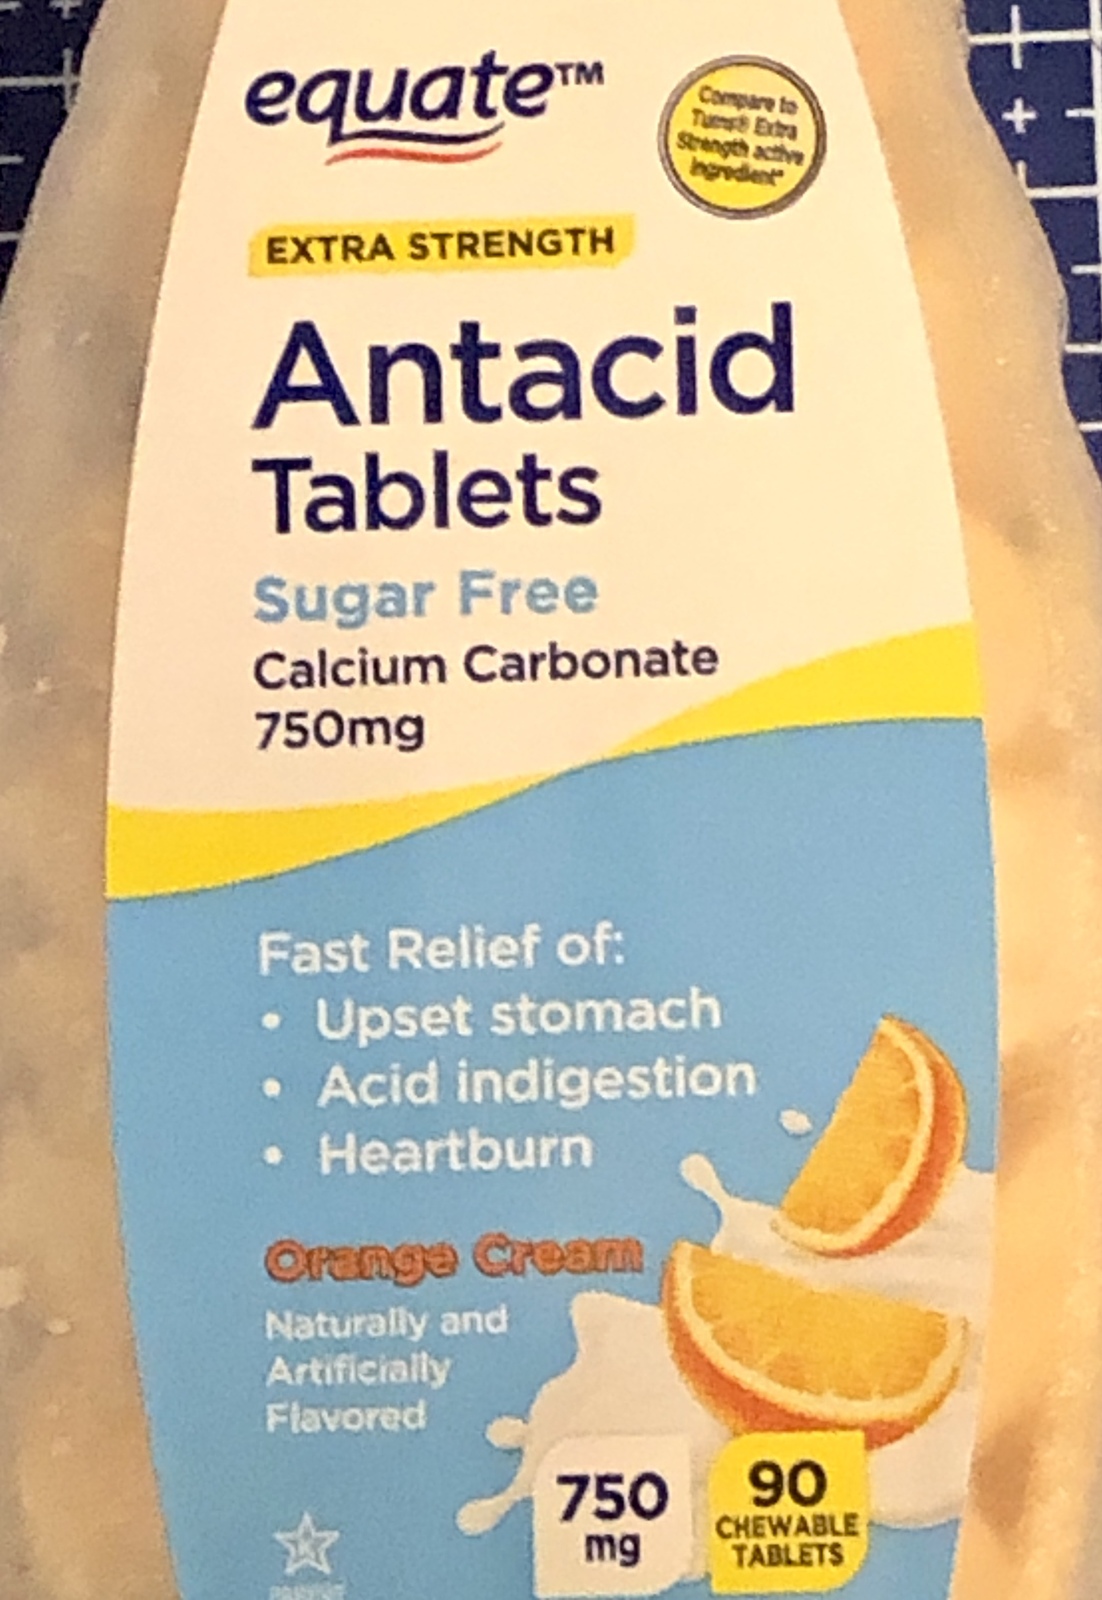 equate™
Compare to
Tums® Extra
Strength active
ingredient*
EXTRA STRENGTH
Antacid
Tablets
Sugar Free
Calcium Carbonate
750mg
Fast Relief of:
• Upset stomach
• Acid indigestion
• Heartburn
Orange Cream
Naturally and
Artificially
Flavored
750
mg
90
CHEWABLE
TABLETS
K